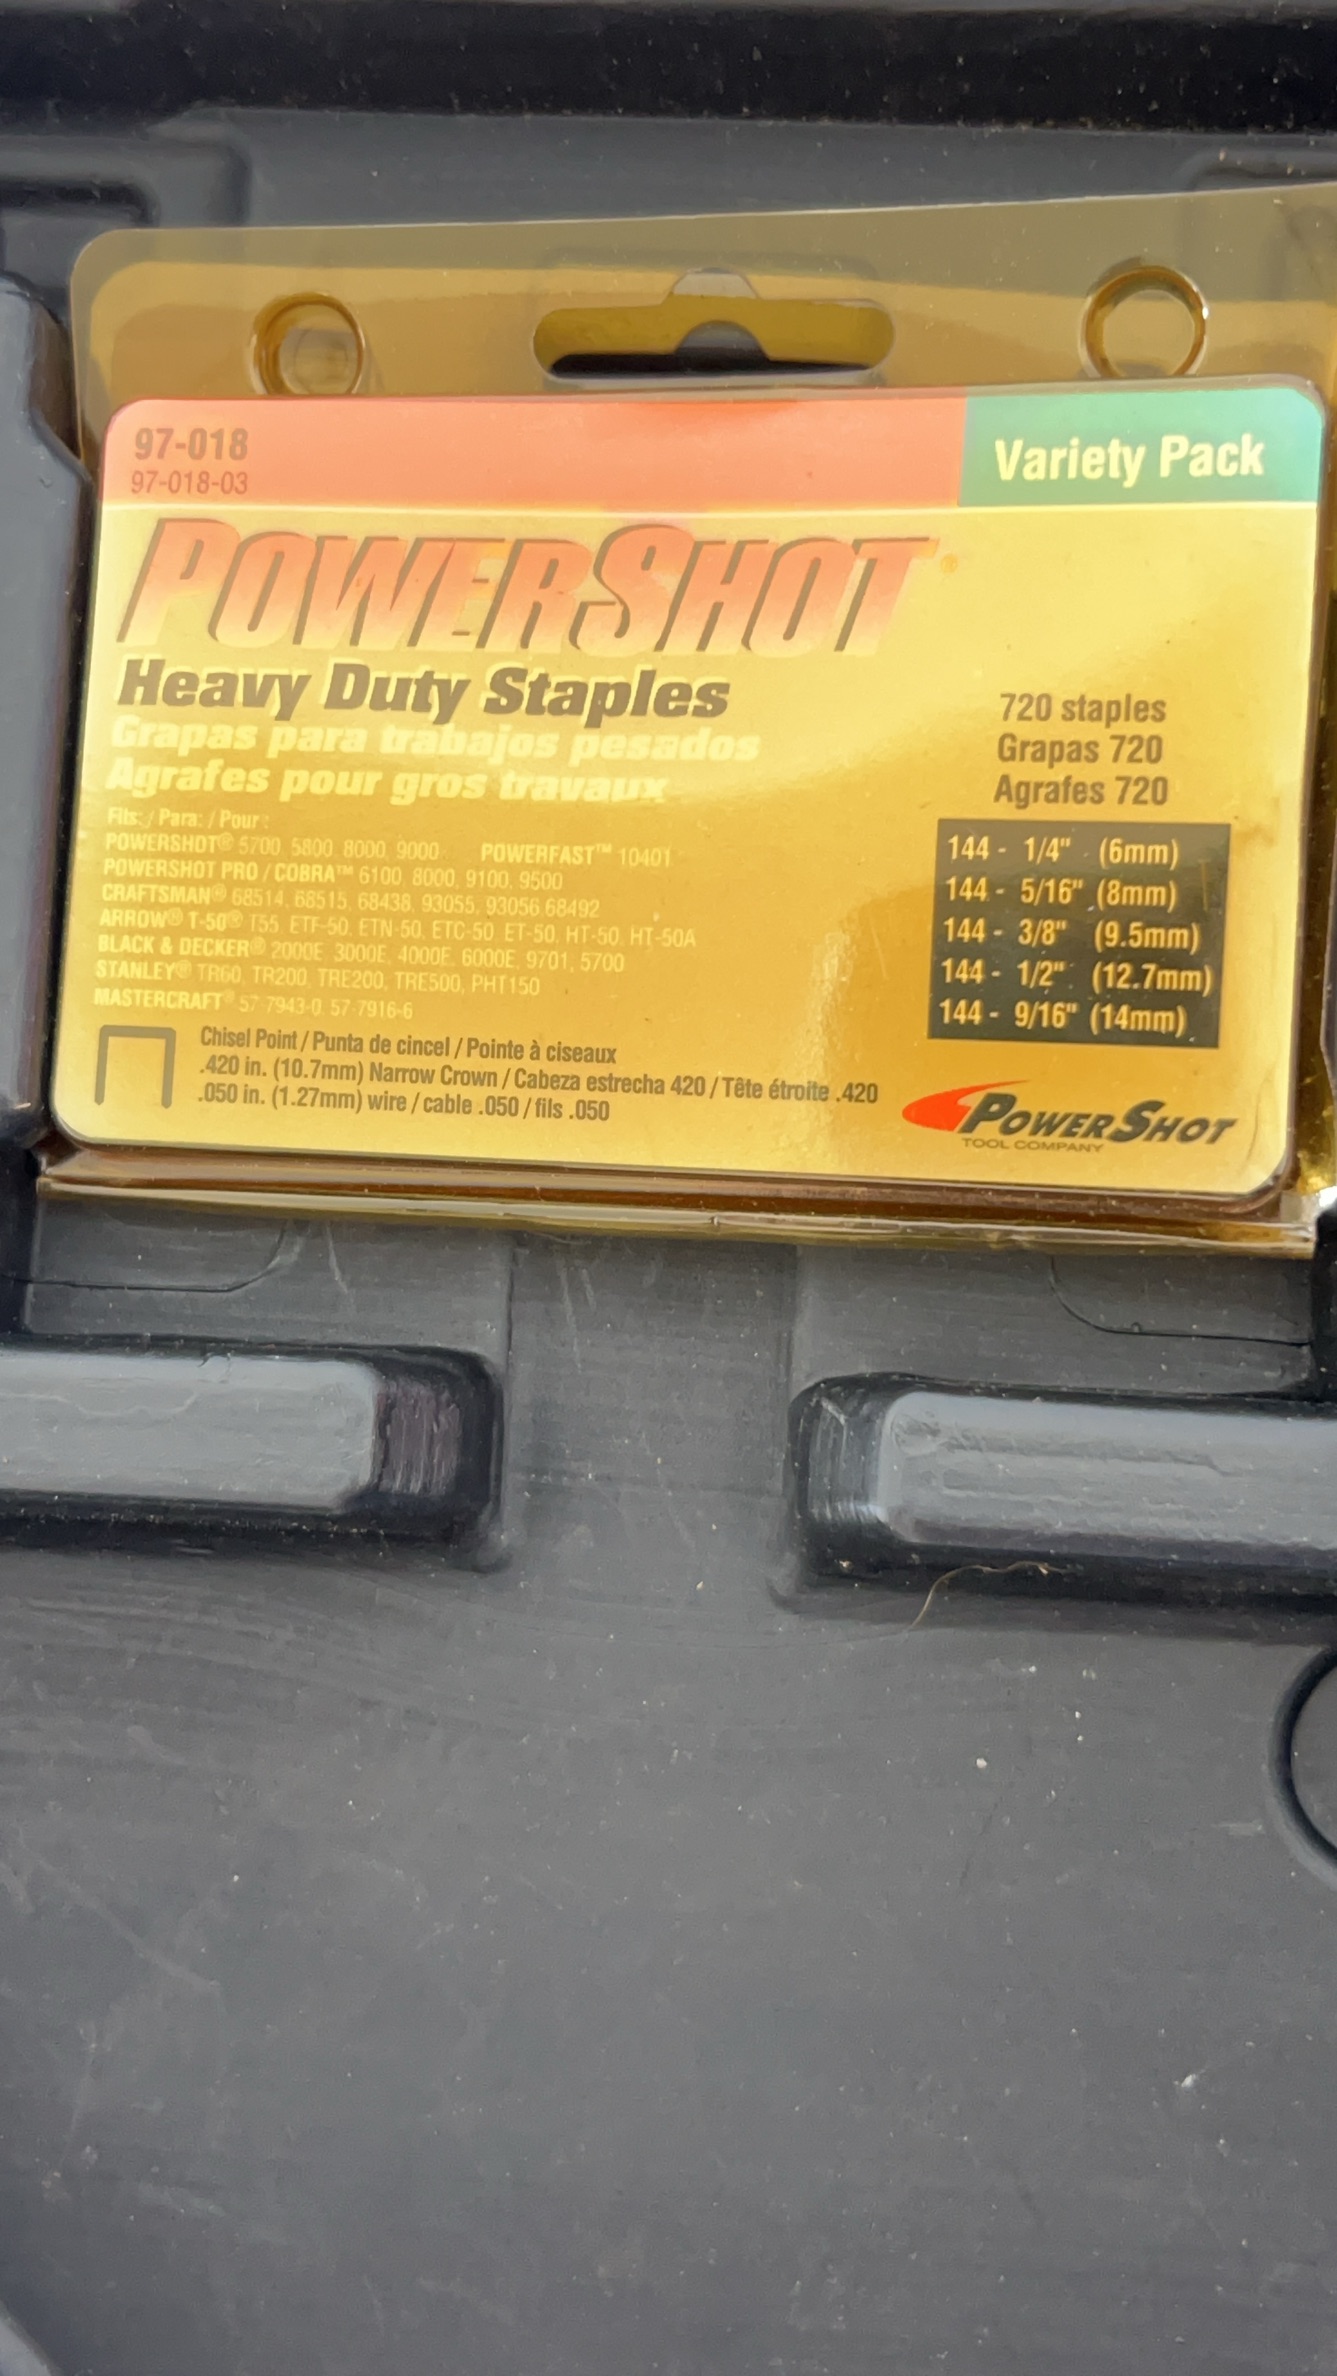 97-018
97-018-03
Variety Pack
POWERSHOT®
Heavy Duty Staples
Grapas para trabajos pesados
Agrafes pour gros travaux
720 staples
Grapas 720
Agrafes 720
Fits: / Para: / Pour :
POWERSHOT® 5700, 5800, 8000, 9000 POWERFAST™ 10401
POWERSHOT PRO / COBRA™ 6100, 8000, 9100, 9500
CRAFTSMAN® 68514, 68515, 68438, 93055, 93056 68492
ARROW® T-50® T55, ETF-50, ETN-50, ETC-50, ET-50, HT-50, HT-50A
BLACK & DECKER® 2000E, 3000E, 4000E, 6000E, 9701, 5700
STANLEY® TR60, TR200, TRE200, TRE500, PHT150
MASTERCRAFT® 57-7943-0, 57-7916-6
144 - 1/4" (6mm)
144 - 5/16" (8mm)
144 - 3/8" (9.5mm)
144 - 1/2" (12.7mm)
144 - 9/16" (14mm)
Chisel Point / Punta de cincel / Pointe à ciseaux
.420 in. (10.7mm) Narrow Crown / Cabeza estrecha 420 / Tête étroite .420
.050 in. (1.27mm) wire / cable .050 / fils .050
POWERSHOT
TOOL COMPANY